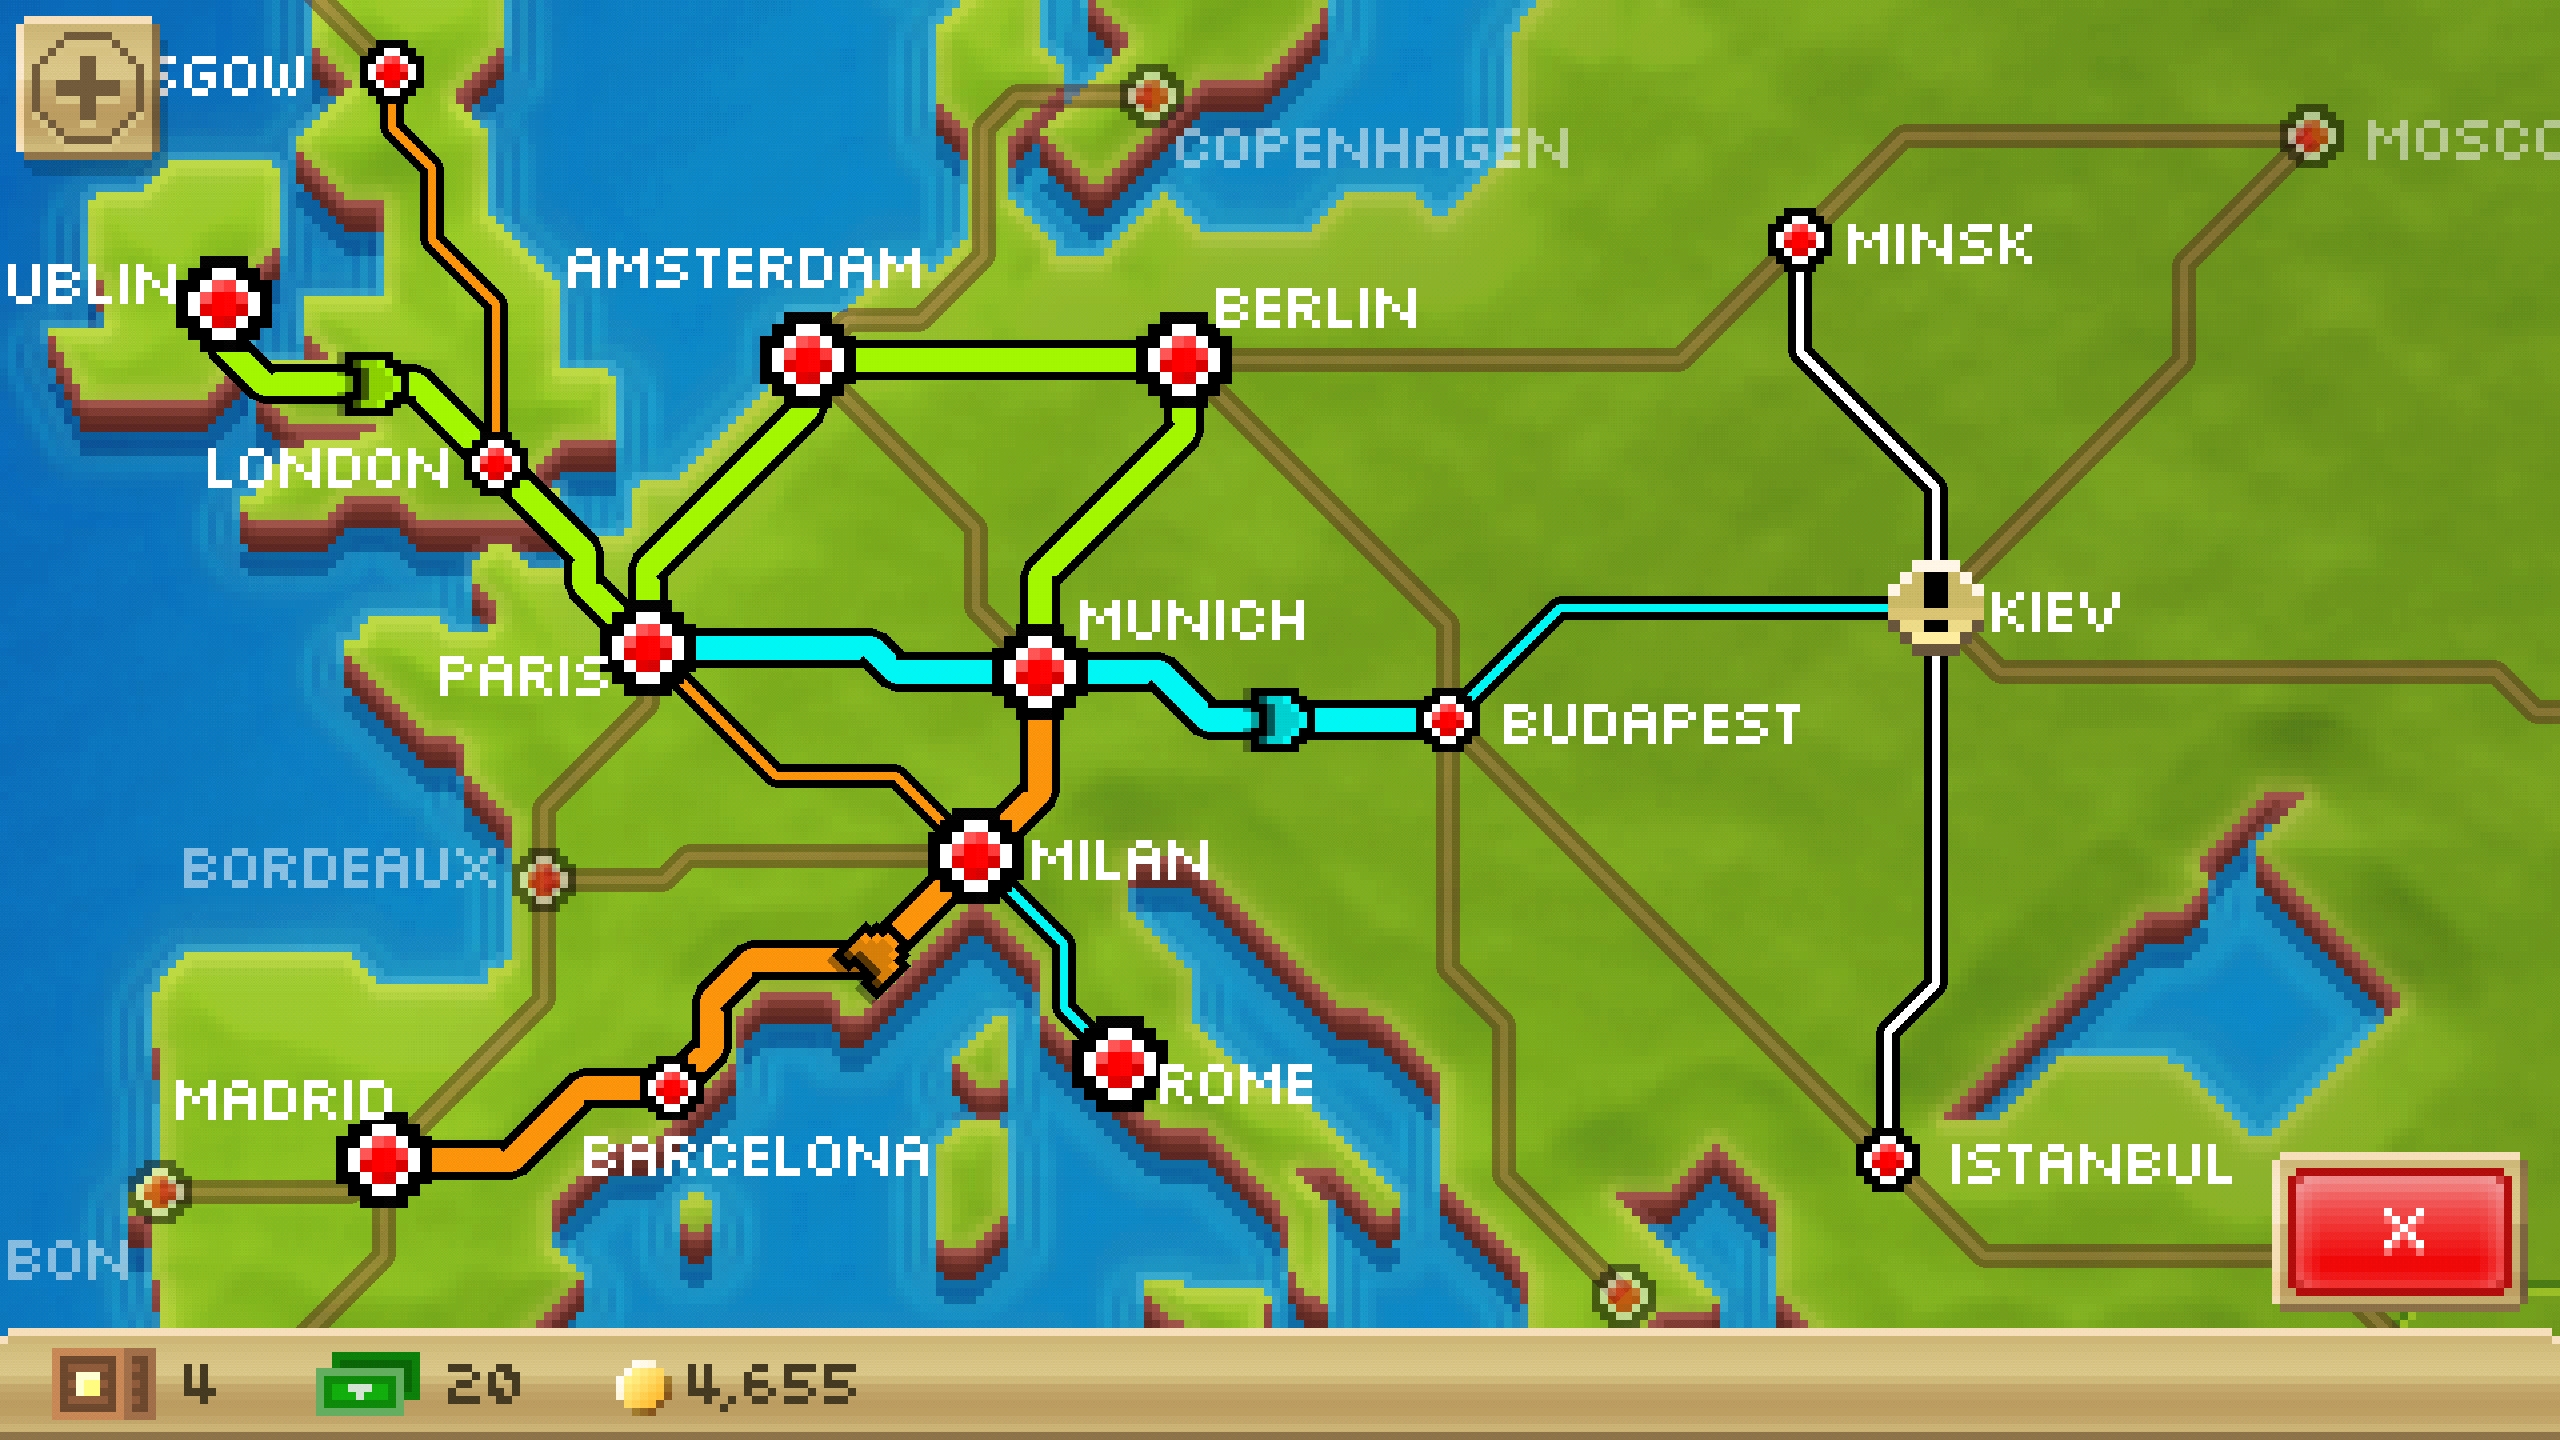 SGOW
COPENHAGEN
MOSCO
MINSK
AMSTERDAM
UBLIN
BERLIN
LONDON
MUNICH
KIEV
PARIS
BUDAPEST
BORDEAUX
MILAN
MADRID
ROME
BARCELONA
ISTANBUL
BON
X
4 20 4,655